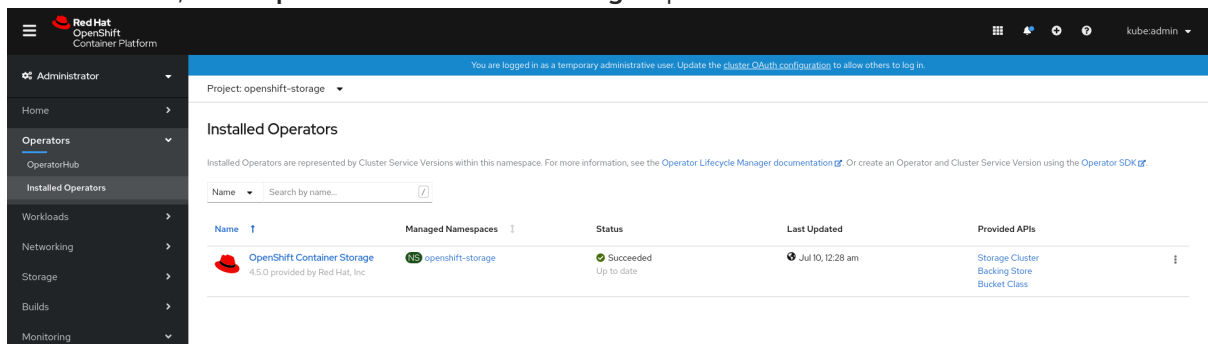 Red Hat
OpenShift
Container Platform
kube:admin
Administrator
You are logged in as a temporary administrative user. Update the cluster OAuth configuration to allow others to log in.
Project: openshift-storage
Home
Operators
OperatorHub
Installed Operators
Workloads
Networking
Storage
Builds
Monitoring
Installed Operators
Installed Operators are represented by Cluster Service Versions within this namespace. For more information, see the Operator Lifecycle Manager documentation. Or create an Operator and Cluster Service Version using the Operator SDK.
Name Search by name... /
Name Managed Namespaces Status Last Updated Provided APIs
OpenShift Container Storage NS openshift-storage Succeeded Jul 10, 12:28 am Storage Cluster
4.5.0 provided by Red Hat, Inc Up to date Backing Store
Bucket Class